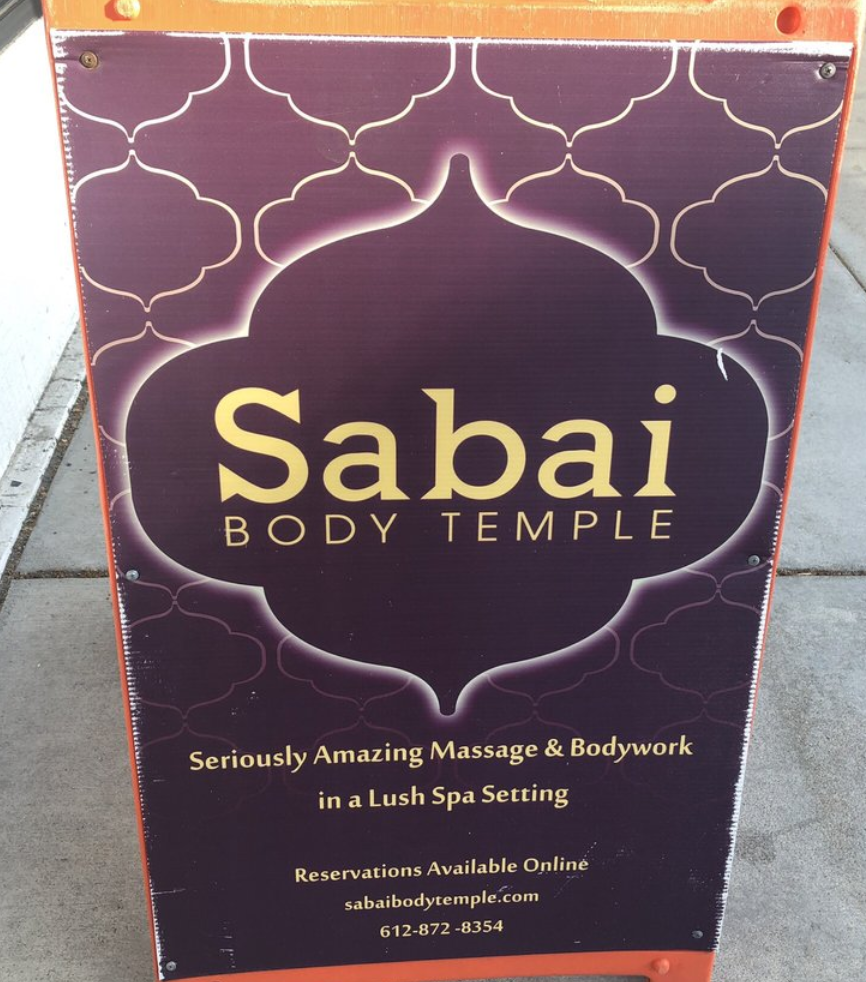 Sabai
BODY TEMPLE
Seriously Amazing Massage & Bodywork
in a Lush Spa Setting
Reservations Available Online
sabaibodytemple.com
612-872 -8354